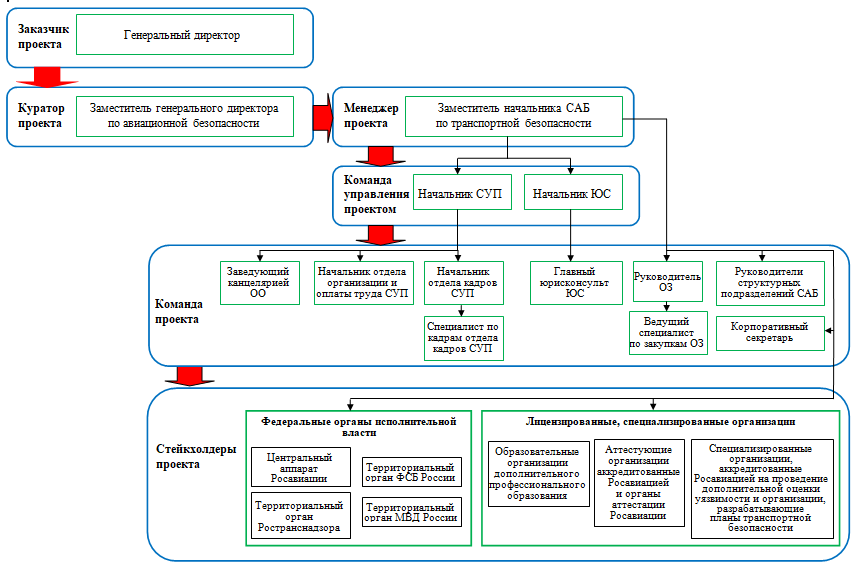 Заказчик
проекта
Генеральный директор
Куратор
проекта
Заместитель генерального директора
по авиационной безопасности
Менеджер
проекта
Заместитель начальника САБ
по транспортной безопасности
Команда
управления
проектом
Начальник СУП
Начальник ЮС
Команда
проекта
Заведующий
канцелярией
ОО
Начальник отдела
организации и
оплаты труда СУП
Начальник
отдела кадров
СУП
Главный
юрисконсульт
ЮС
Руководитель
ОЗ
Руководители
структурных
подразделений САБ
Специалист по
кадрам отдела
кадров СУП
Ведущий
специалист
по закупкам ОЗ
Корпоративный
секретарь
Стейкхолдеры
проекта
Федеральные органы исполнительной
власти
Центральный
аппарат
Росавиации
Территориальный
орган ФСБ России
Территориальный
орган
Ространснадзора
Территориальный
орган МВД России
Лицензированные, специализированные организации
Образовательные
организации
дополнительного
профессионального
образования
Аттестующие
организации
аккредитованные
Росавиацией
и органы
аттестации
Росавиации
Специализированные
организации,
аккредитованные
Росавиацией на проведение
дополнительной оценки
уязвимости и организации,
разрабатывающие
планы транспортной
безопасности